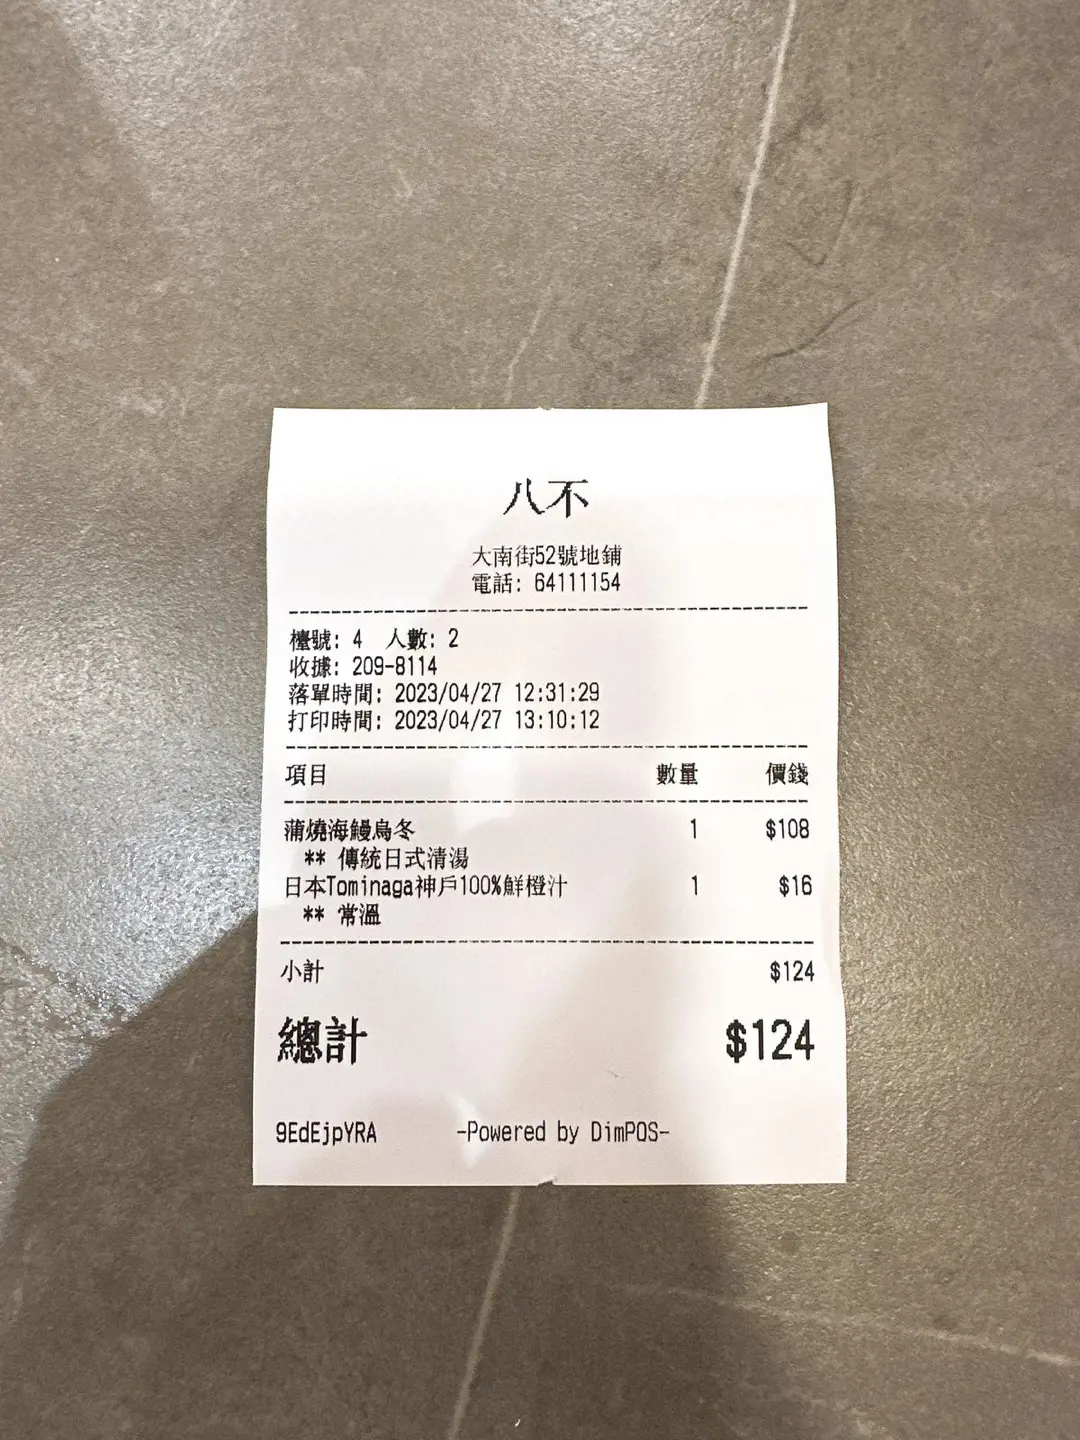 八不
大南街52號地鋪
電話: 64111154
檯號: 4 人數: 2
收據: 209-8114
落單時間: 2023/04/27 12:31:29
打印時間: 2023/04/27 13:10:12
項目 數量 價錢
蒲燒海鰻烏冬 1 $108
** 傳統日式清湯
日本Tominaga神戶100%鮮橙汁 1 $16
** 常溫
小計 $124
總計 $124
9EdEjpYRA -Powered by DimPOS-